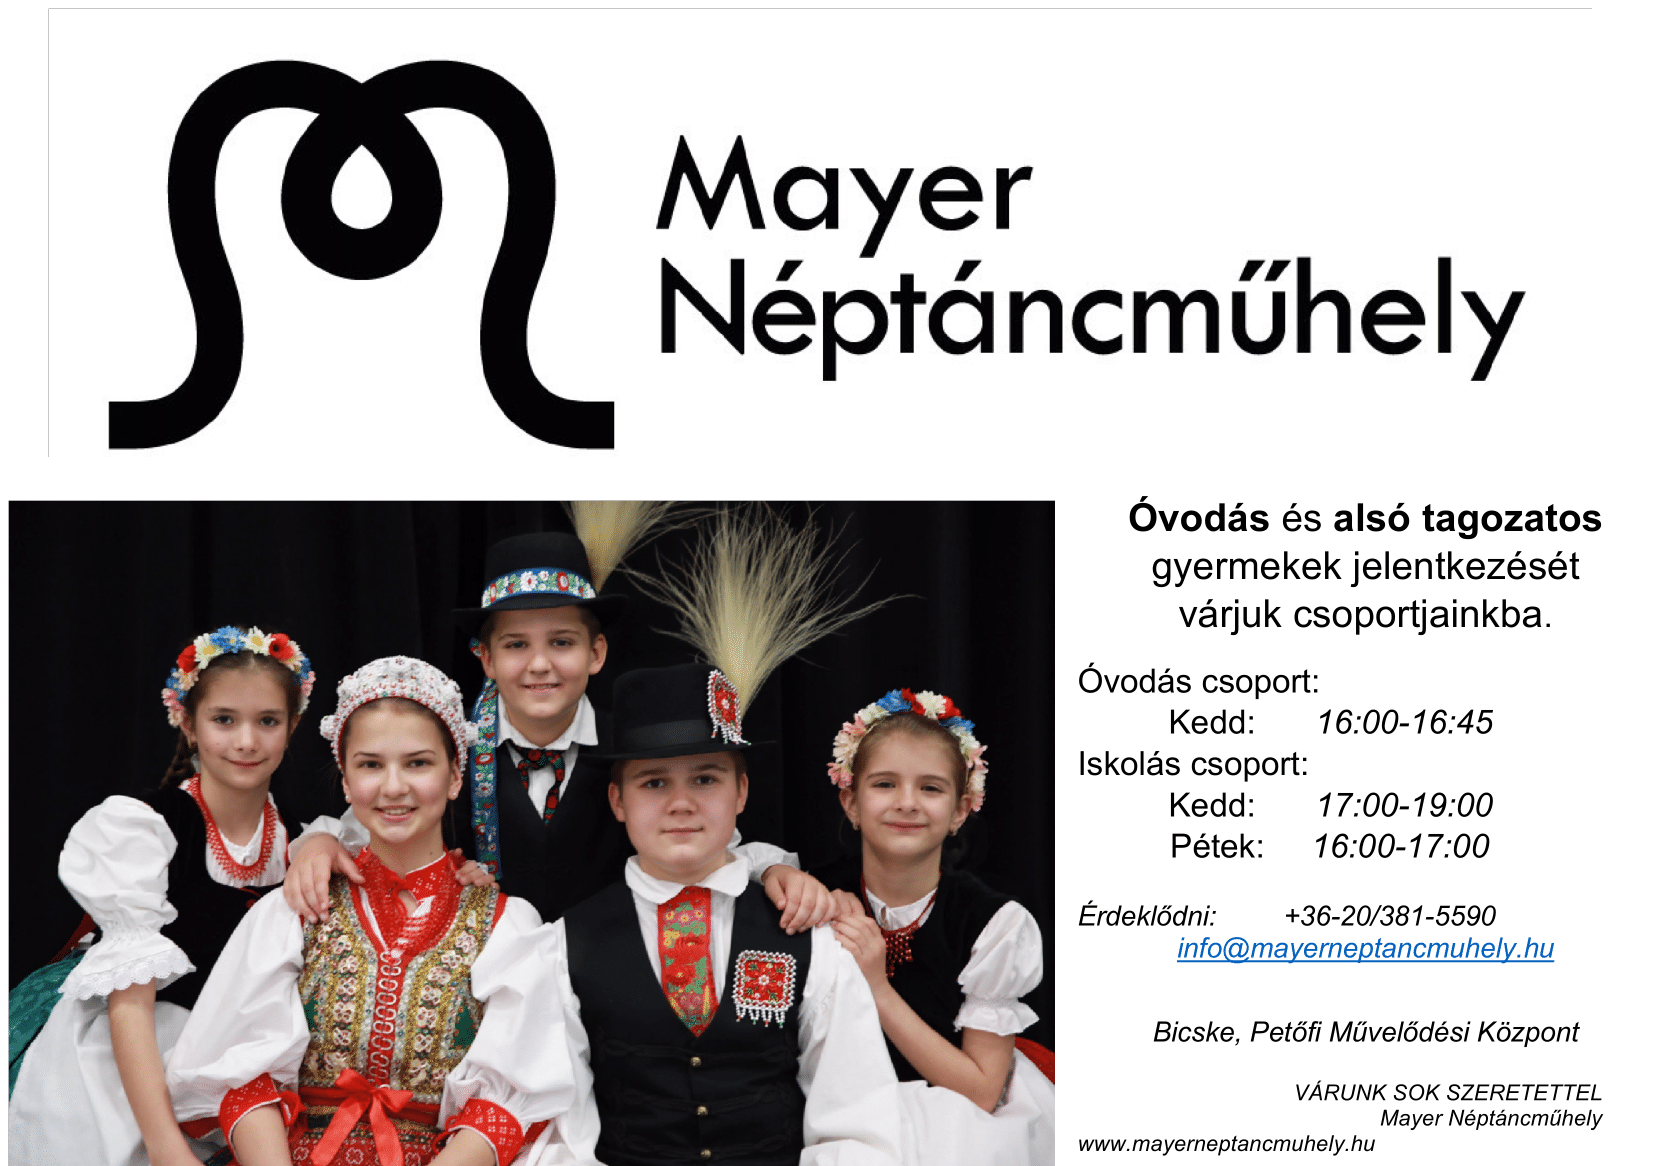 Mayer
Néptáncműhely
Óvodás és alsó tagozatos
gyermekek jelentkezését
várjuk csoportjainkba.
Óvodás csoport:
Kedd: 16:00-16:45
Iskolás csoport:
Kedd: 17:00-19:00
Pétek: 16:00-17:00
Érdeklődni: +36-20/381-5590
info@mayerneptancmuhely.hu
Bicske, Petőfi Művelődési Központ
VÁRUNK SOK SZERETETTEL
Mayer Néptáncműhely
www.mayerneptancmuhely.hu